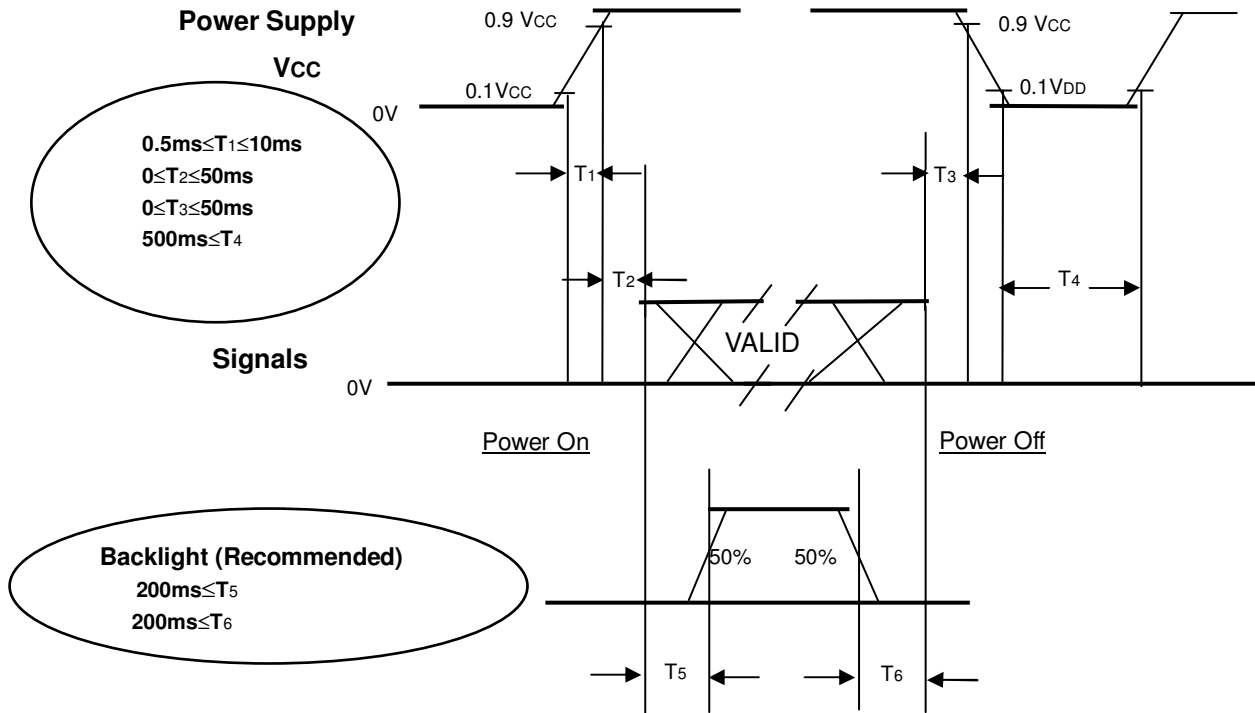 Power Supply
VCC
0.9 VCC
0.9 VCC
0.1VCC
0.1VDD
0V
0.5ms≤T1≤10ms
0≤T2≤50ms
0≤T3≤50ms
500ms≤T4
T1
T3
T2
T4
VALID
Signals
0V
Power On
Power Off
Backlight (Recommended)
200ms≤T5
200ms≤T6
50%
50%
T5
T6